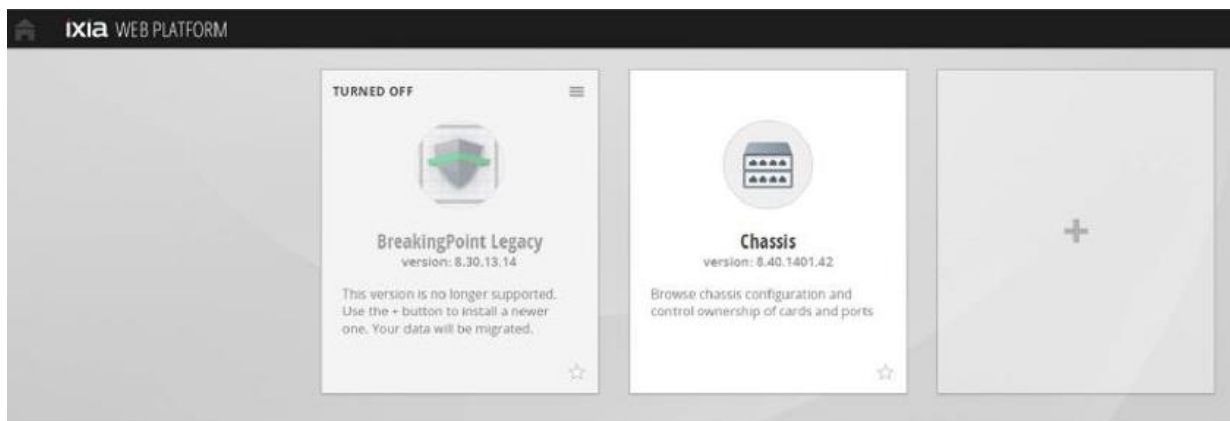 ixia WEB PLATFORM
TURNED OFF
BreakingPoint Legacy
version: 8.30.13.14
This version is no longer supported.
Use the + button to install a newer
one. Your data will be migrated.
Chassis
version: 8.40.1401.42
Browse chassis configuration and
control ownership of cards and ports
+